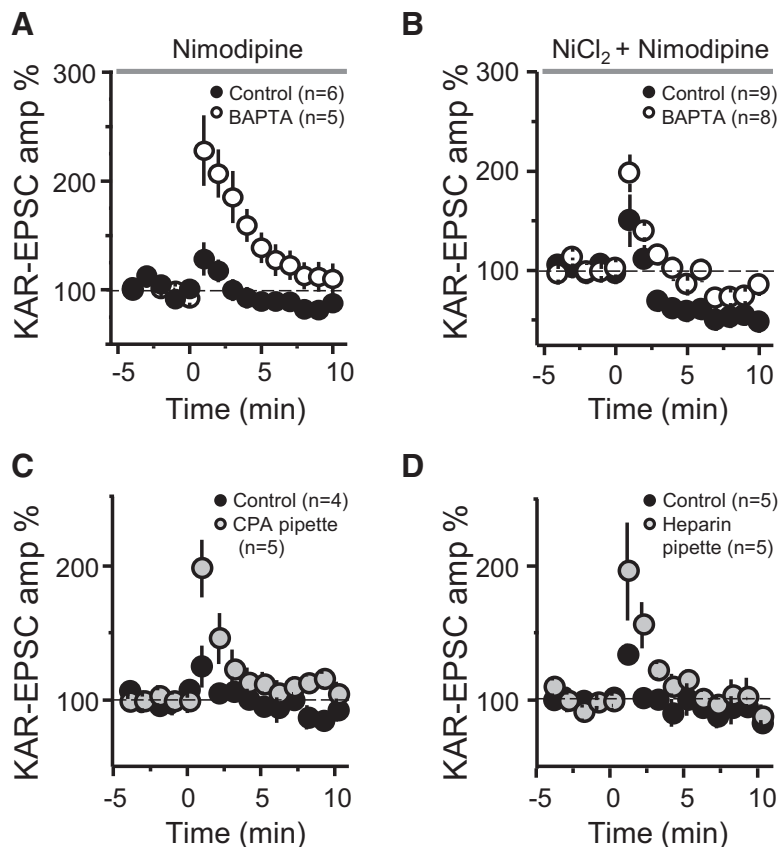 A
Nimodipine
KAR-EPSC amp %
300
200
100
Control (n=6)
BAPTA (n=5)
-5
0
5
10
Time (min)
B
NiCl2 + Nimodipine
KAR-EPSC amp %
300
200
100
Control (n=9)
BAPTA (n=8)
-5
0
5
10
Time (min)
C
KAR-EPSC amp %
200
100
Control (n=4)
CPA pipette
(n=5)
-5
0
5
10
Time (min)
D
KAR-EPSC amp %
200
100
Control (n=5)
Heparin
pipette (n=5)
-5
0
5
10
Time (min)